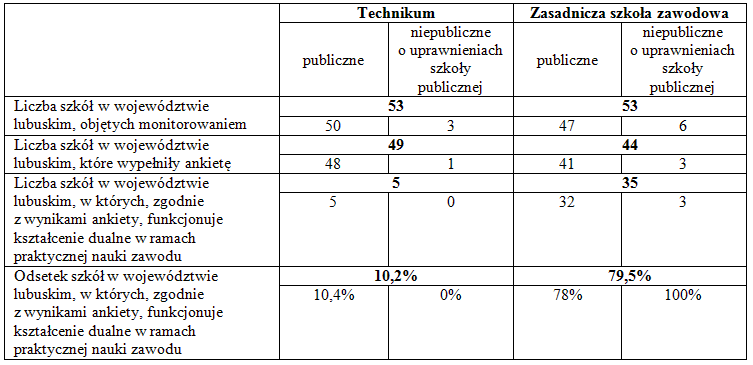 Technikum
Zasadnicza szkoła zawodowa
publiczne
niepubliczne
o uprawnieniach
szkoły
publicznej
publiczne
niepubliczne
o uprawnieniach
szkoły
publicznej
Liczba szkół w województwie
lubuskim, objętych monitorowaniem
53
53
50
3
47
6
Liczba szkół w województwie
lubuskim, które wypełniły ankietę
49
44
48
1
41
3
Liczba szkół w województwie
lubuskim, w których, zgodnie
z wynikami ankiety, funkcjonuje
kształcenie dualne w ramach
praktycznej nauki zawodu
5
35
5
0
32
3
Odsetek szkół w województwie
lubuskim, w których, zgodnie
z wynikami ankiety, funkcjonuje
kształcenie dualne w ramach
praktycznej nauki zawodu
10,2%
79,5%
10,4%
0%
78%
100%